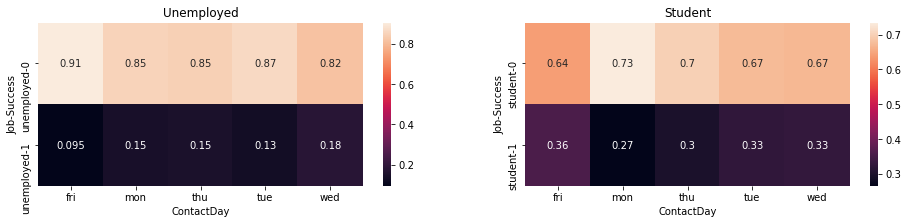 Unemployed
Job-Success
unemployed-0
unemployed-1
0.91 0.85 0.85 0.87 0.82
0.095 0.15 0.15 0.13 0.18
fri mon thu tue wed
ContactDay
0.8
0.6
0.4
0.2
Student
Job-Success
student-0
student-1
0.64 0.73 0.7 0.67 0.67
0.36 0.27 0.3 0.33 0.33
fri mon thu tue wed
ContactDay
0.7
0.6
0.5
0.4
0.3